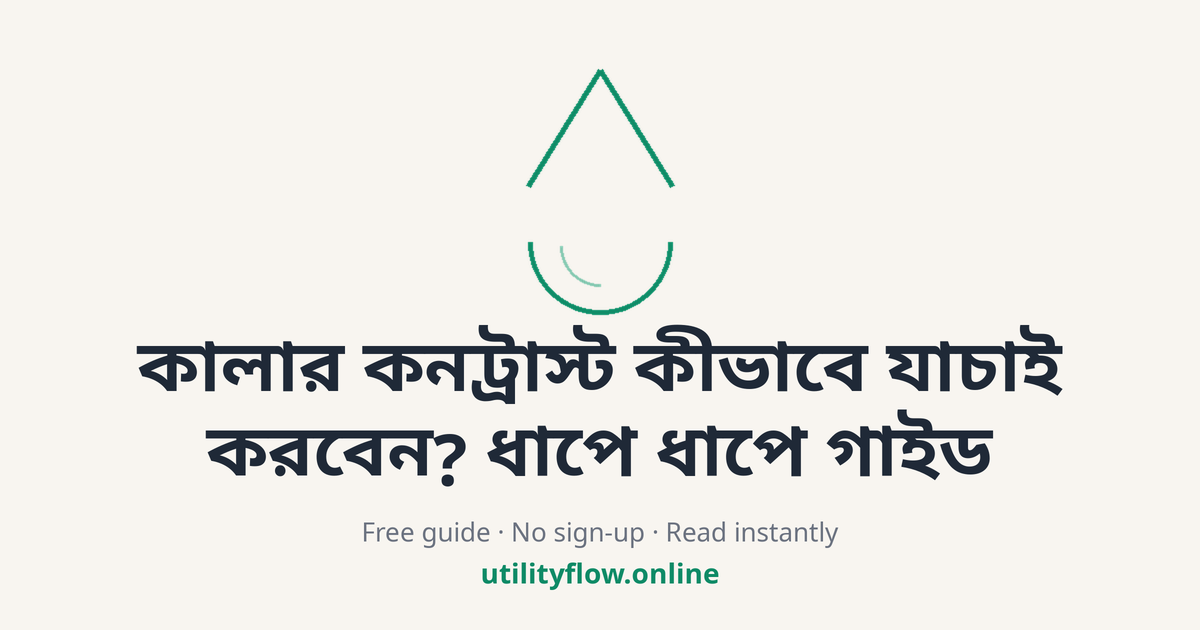 কালার কনট্রাস্ট কীভাবে যাচাই
করবেন? ধাপে ধাপে গাইড
Free guide · No sign-up · Read instantly
utilityflow.online